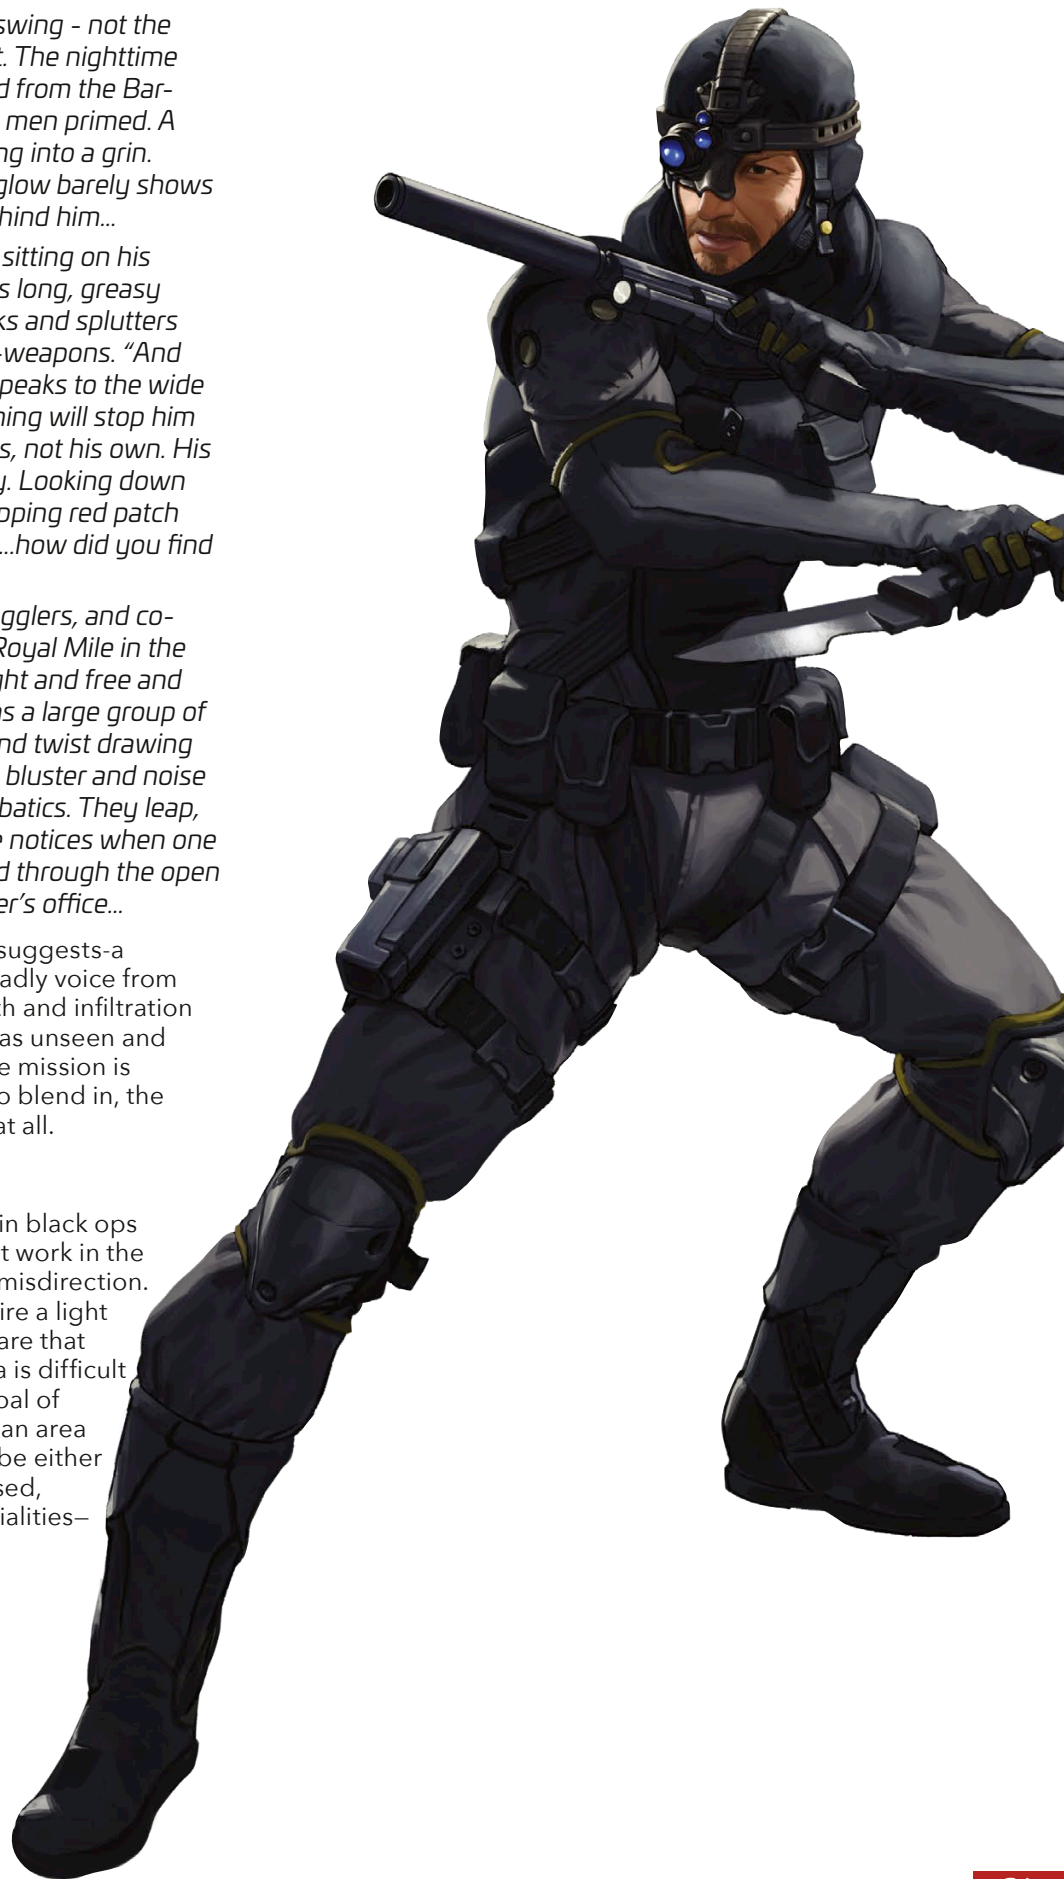 swing - not the
t. The nighttime
d from the Bar-
men primed. A
ng into a grin.
glow barely shows
hind him...
sitting on his
s long, greasy
ks and splutters
-weapons. “And
peaks to the wide
ning will stop him
s, not his own. His
y. Looking down
pping red patch
...how did you find
gglers, and co-
Royal Mile in the
ght and free and
as a large group of
nd twist drawing
bluster and noise
batics. They leap,
e notices when one
d through the open
er’s office...
suggests-a
adly voice from
th and infiltration
as unseen and
e mission is
o blend in, the
at all.
in black ops
t work in the
misdirection.
ire a light
are that
a is difficult
oal of
an area
be either
sed,
ialities—